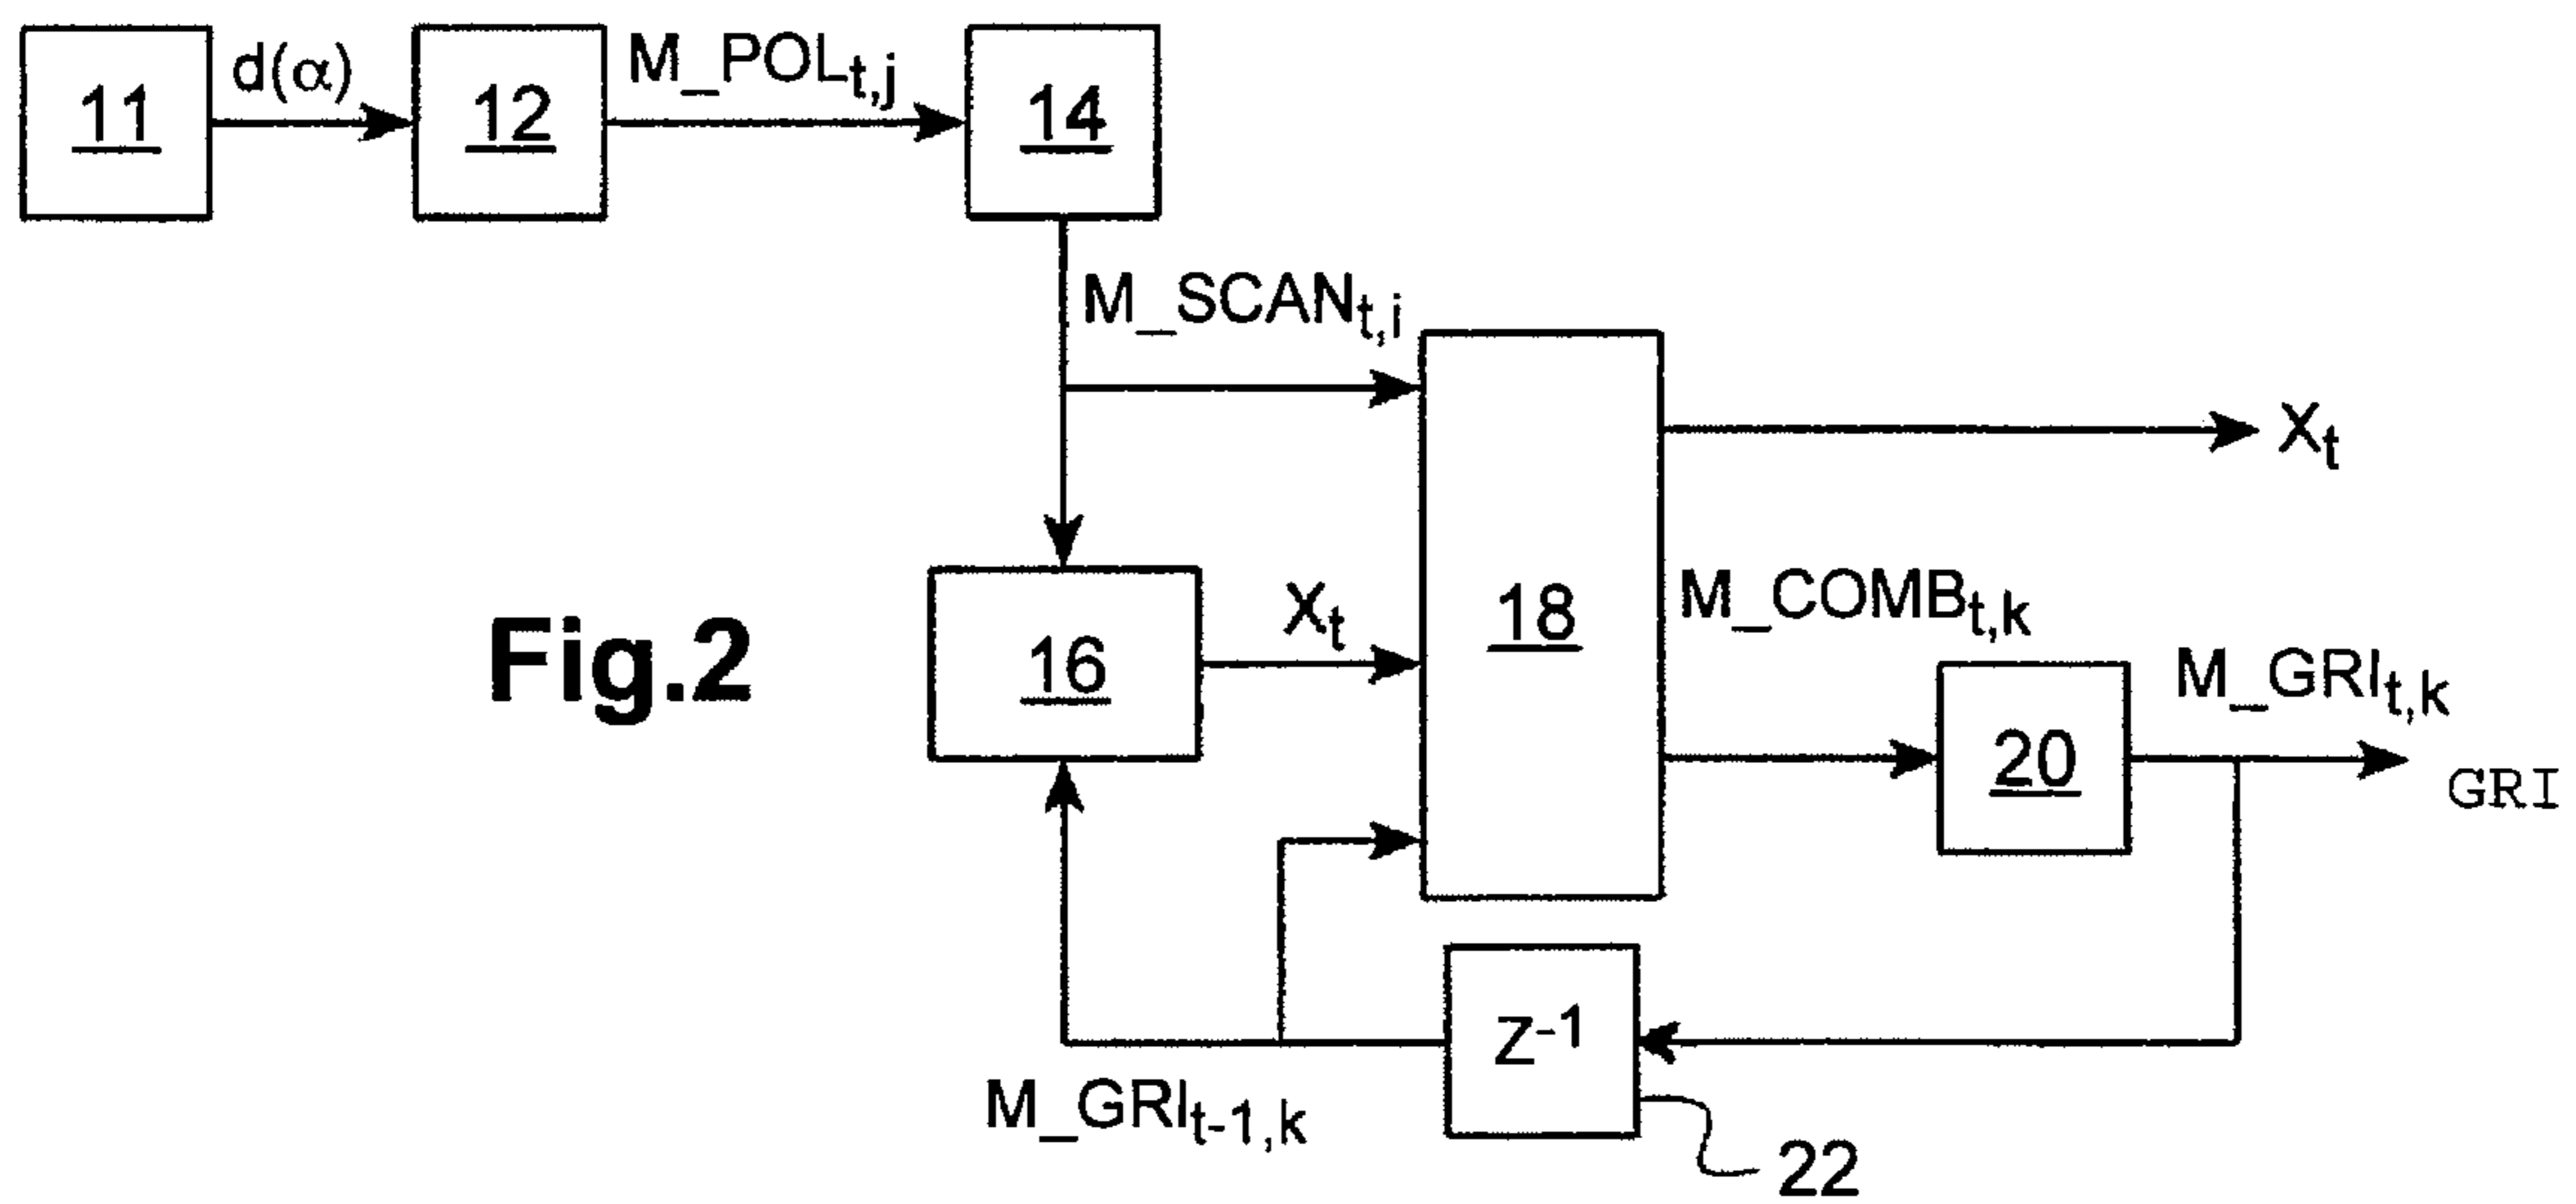 11
d(α)
12
M_POLt,j
14
M_SCANt,i
Xt
18
M_COMBt,k
Fig.2
16
Xt
20
M_GRIt,k
GRI
Z-1
M_GRIt-1,k
22